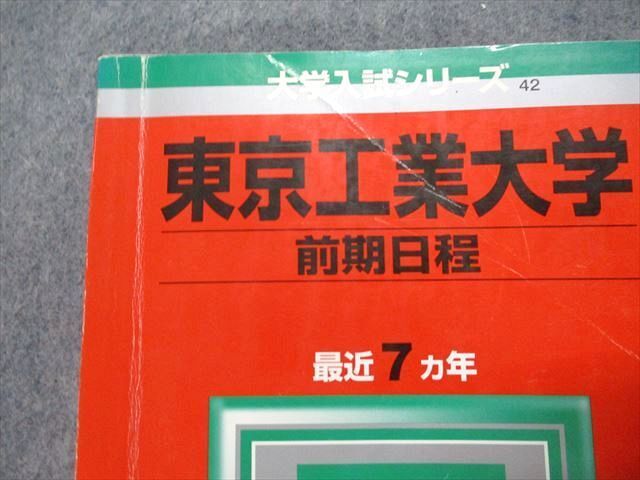 大学入試シリーズ 42
東京工業大学
前期日程
最近7ヵ年